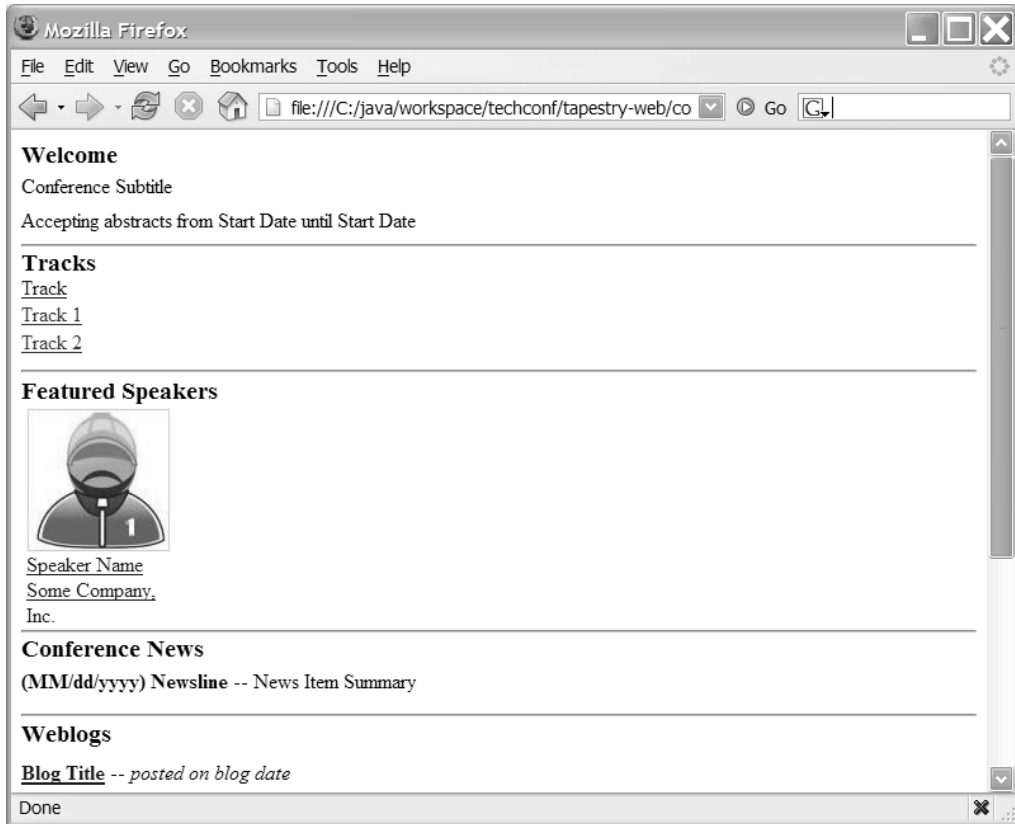 Mozilla Firefox
File Edit View Go Bookmarks Tools Help
file:///C:/java/workspace/techconf/tapestry-web/co Go G
Welcome
Conference Subtitle
Accepting abstracts from Start Date until Start Date
Tracks
Track
Track 1
Track 2
Featured Speakers
1
Speaker Name
Some Company,
Inc.
Conference News
(MM/dd/yyyy) Newsline -- News Item Summary
Weblogs
Blog Title -- posted on blog date
Done